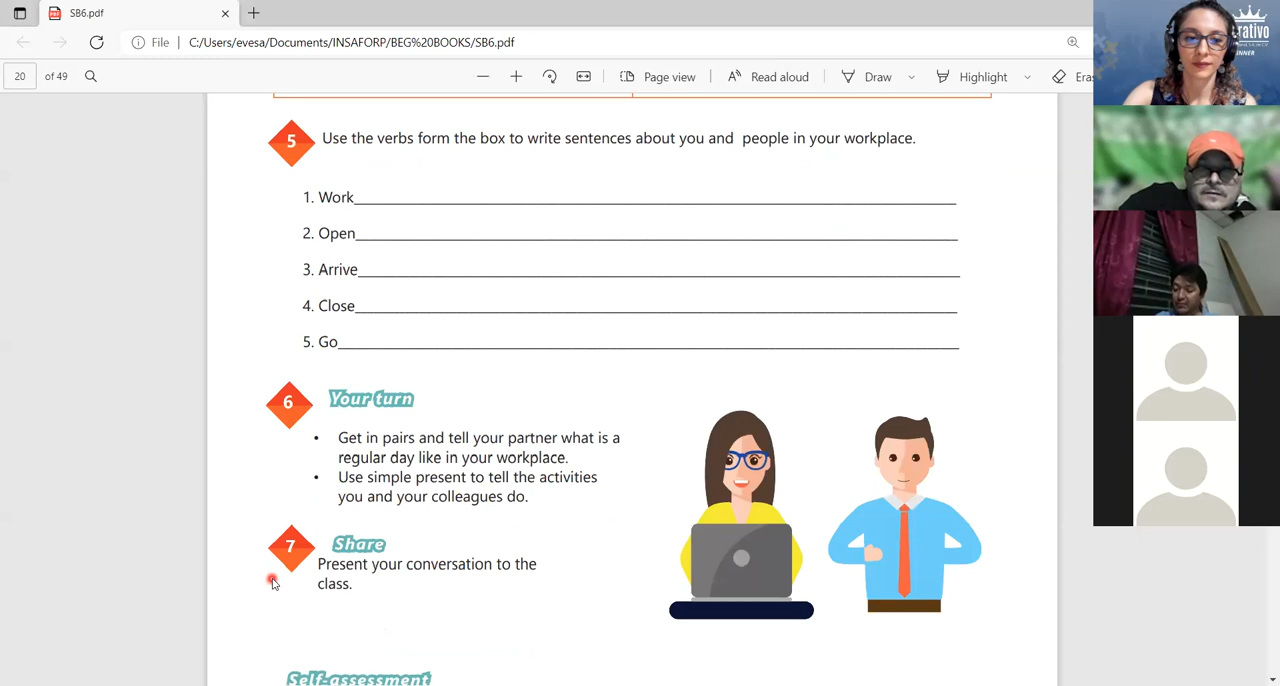 SB6.pdf
File C:/Users/evesa/Documents/INSAFORP/BEG%20BOOKS/SB6.pdf
20 of 49 Page view Read aloud Draw Highlight Eras
5 Use the verbs form the box to write sentences about you and people in your workplace.
1. Work
2. Open
3. Arrive
4. Close
5. Go
6 Your turn
• Get in pairs and tell your partner what is a
regular day like in your workplace.
• Use simple present to tell the activities
you and your colleagues do.
7 Share
Present your conversation to the
class.
Self-assessment
rativo